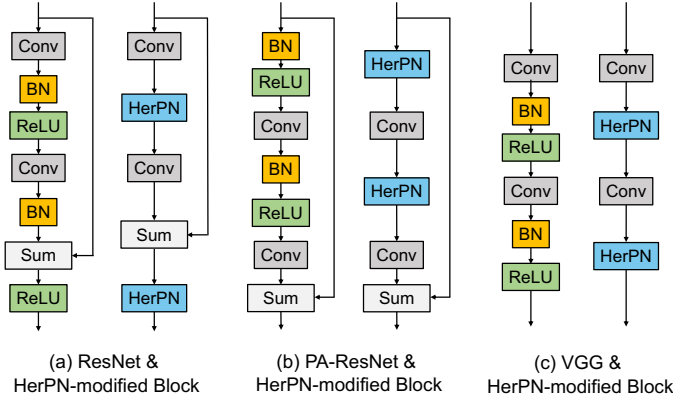 Conv
BN
ReLU
Conv
BN
Sum
ReLU
Conv
HerPN
Conv
Sum
HerPN
(a) ResNet &
HerPN-modified Block
BN
ReLU
Conv
BN
ReLU
Conv
Sum
HerPN
Conv
HerPN
Conv
Sum
(b) PA-ResNet &
HerPN-modified Block
Conv
BN
ReLU
Conv
BN
ReLU
Conv
HerPN
Conv
HerPN
(c) VGG &
HerPN-modified Block